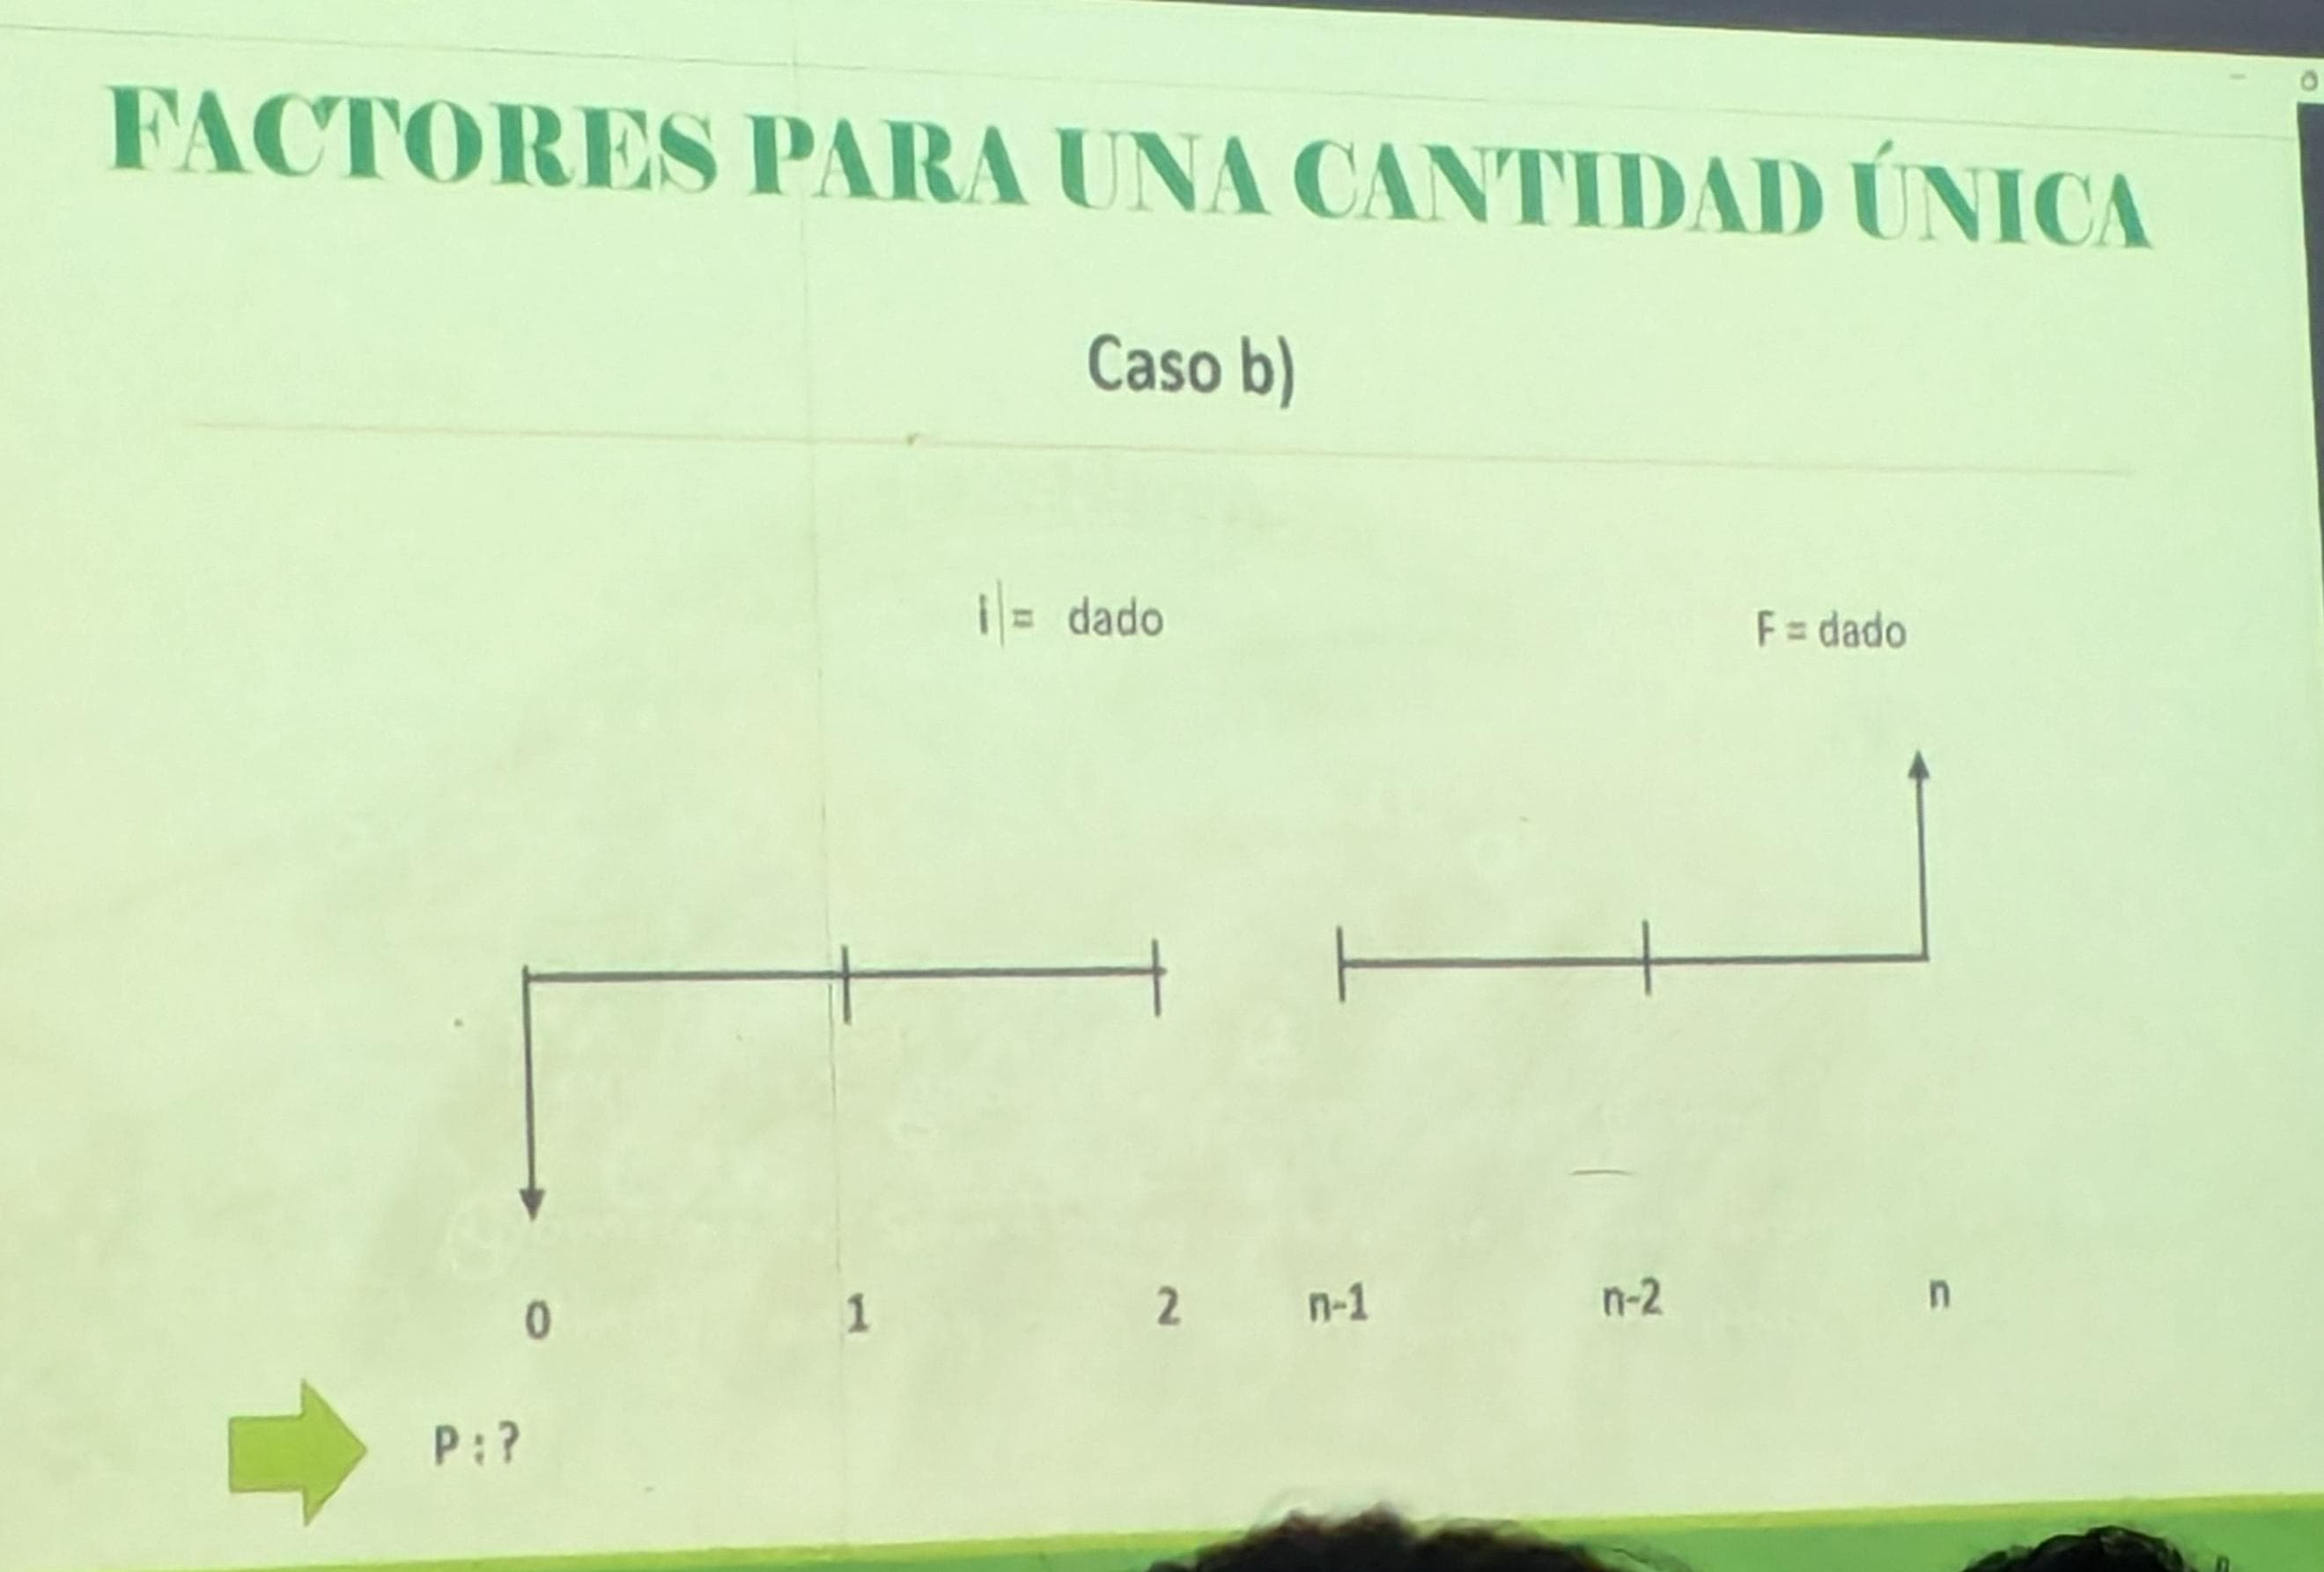 FACTORES PARA UNA CANTIDAD ÚNICA
Caso b)
i = dado
F = dado
0 1 2 n-1 n-2 n
P : ?